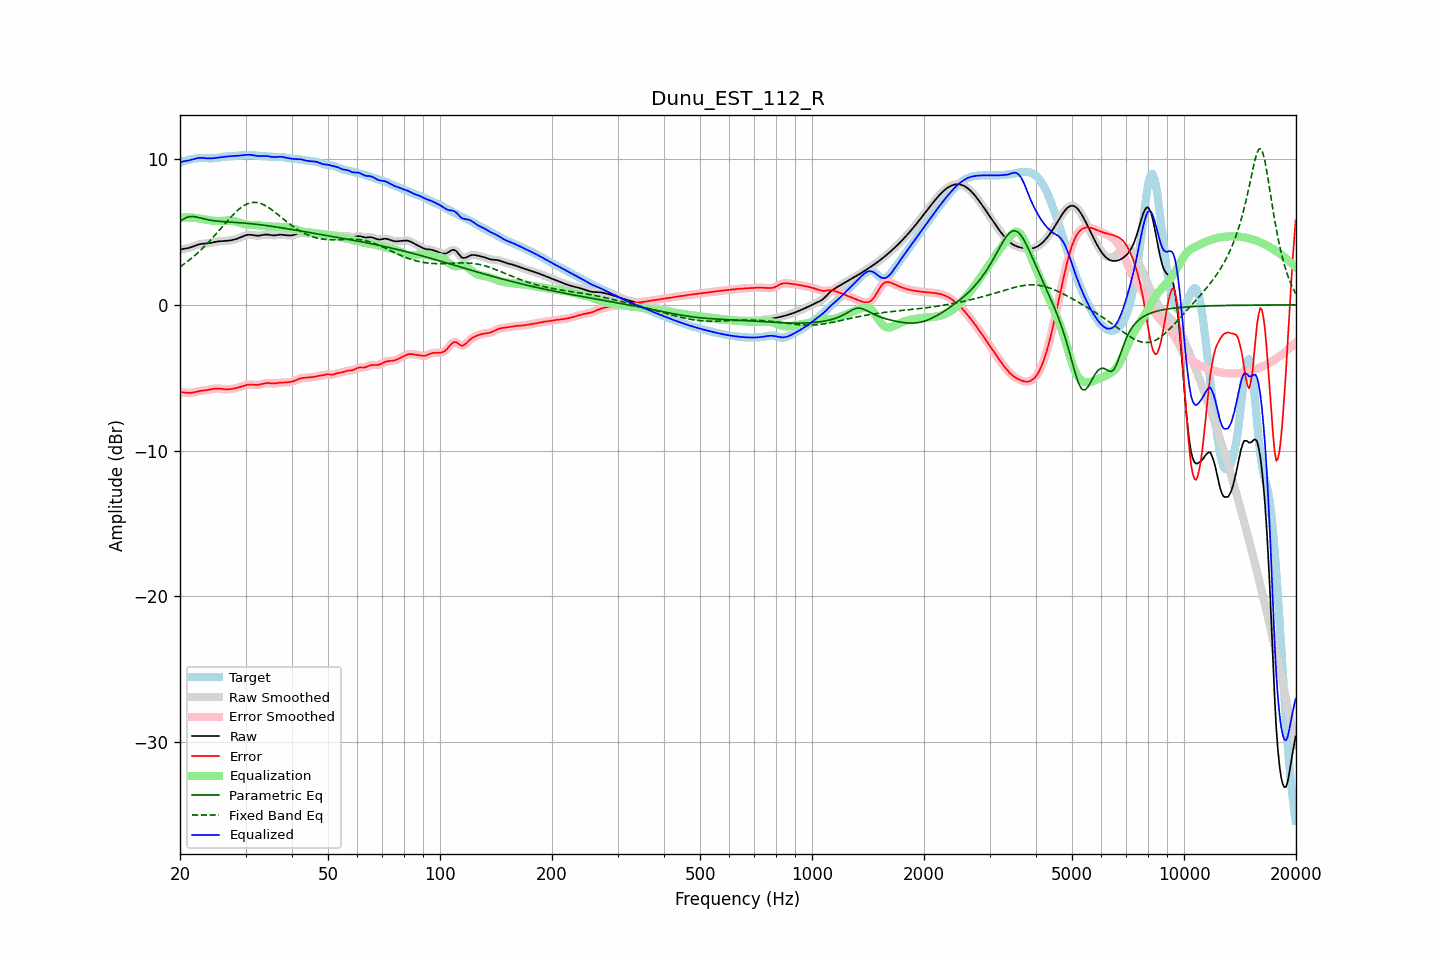 Dunu_EST_112_R
Amplitude (dBr)
10
0
−10
−20
−30
Target
Raw Smoothed
Error Smoothed
Raw
Error
Equalization
Parametric Eq
Fixed Band Eq
Equalized
20 50 100 200 500 1000 2000 5000 10000 20000
Frequency (Hz)